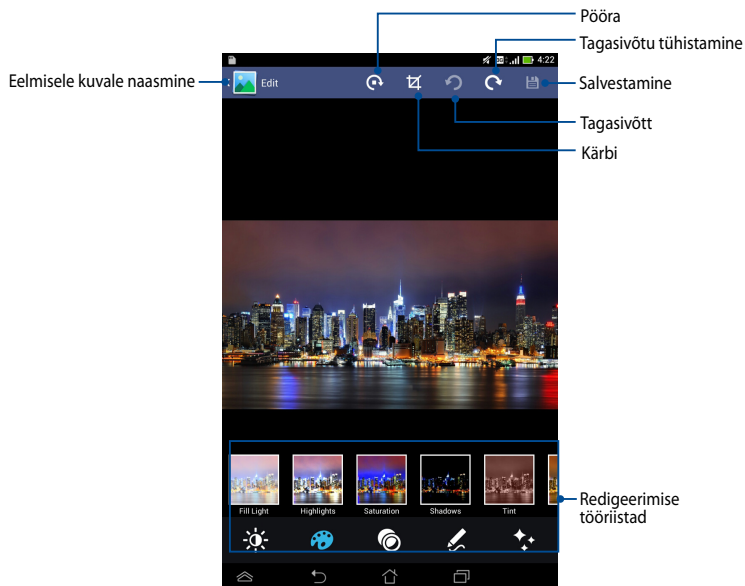 Pööra
Tagasivõtu tühistamine
4:22
Eelmisele kuvale naasmine
Edit
Salvestamine
Tagasivõtt
Kärbi
Fill Light
Highlights
Saturation
Shadows
Tint
Redigeerimise
tööriistad